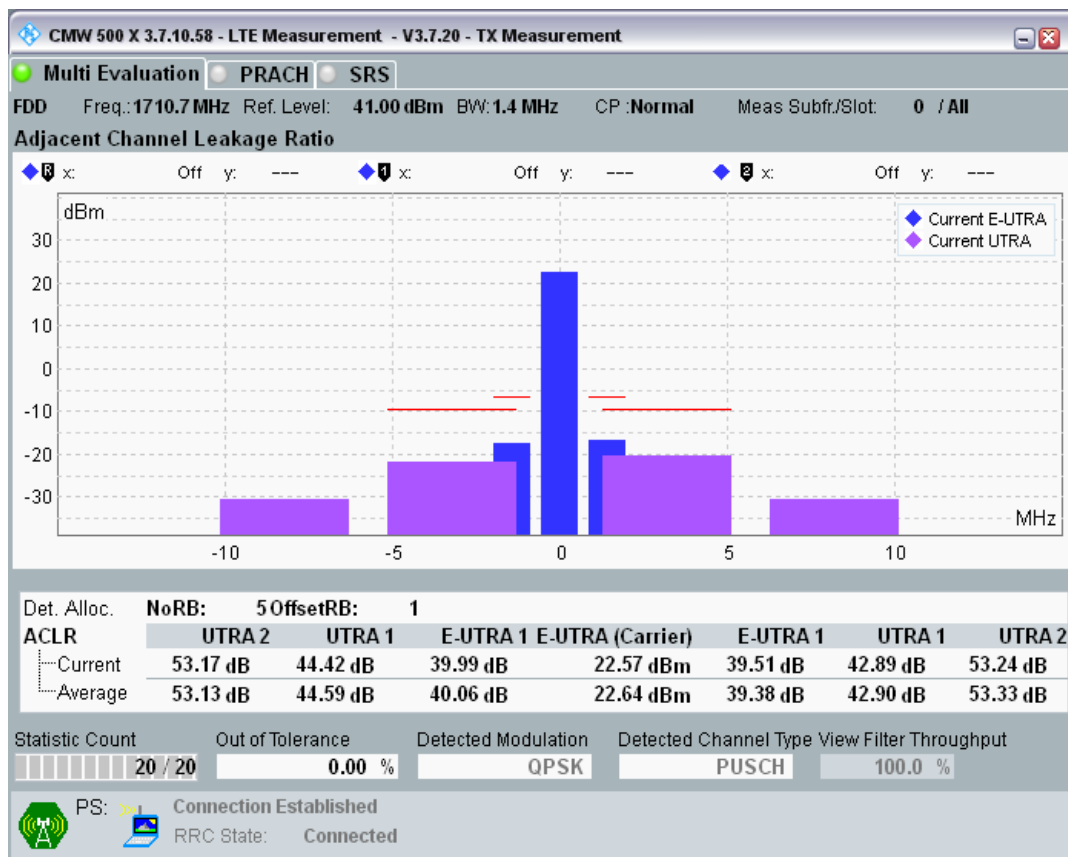 CMW 500 X 3.7.10.58 - LTE Measurement - V3.7.20 - TX Measurement
Multi Evaluation PRACH SRS
FDD Freq.:1710.7 MHz Ref. Level: 41.00 dBm BW:1.4 MHz CP :Normal Meas Subfr./Slot: 0 / All
Adjacent Channel Leakage Ratio
R x: Off y: --- 1 x: Off y: --- 2 x: Off y: ---
dBm
Current E-UTRA
Current UTRA
30
20
10
0
-10
-20
-30
MHz
-10 -5 0 5 10
Det. Alloc. NoRB: 5 OffsetRB: 1
ACLR UTRA 2 UTRA 1 E-UTRA 1 E-UTRA (Carrier) E-UTRA 1 UTRA 1 UTRA 2
Current 53.17 dB 44.42 dB 39.99 dB 22.57 dBm 39.51 dB 42.89 dB 53.24 dB
Average 53.13 dB 44.59 dB 40.06 dB 22.64 dBm 39.38 dB 42.90 dB 53.33 dB
Statistic Count Out of Tolerance Detected Modulation Detected Channel Type View Filter Throughput
20 / 20 0.00 % QPSK PUSCH 100.0 %
PS: Connection Established
RRC State: Connected